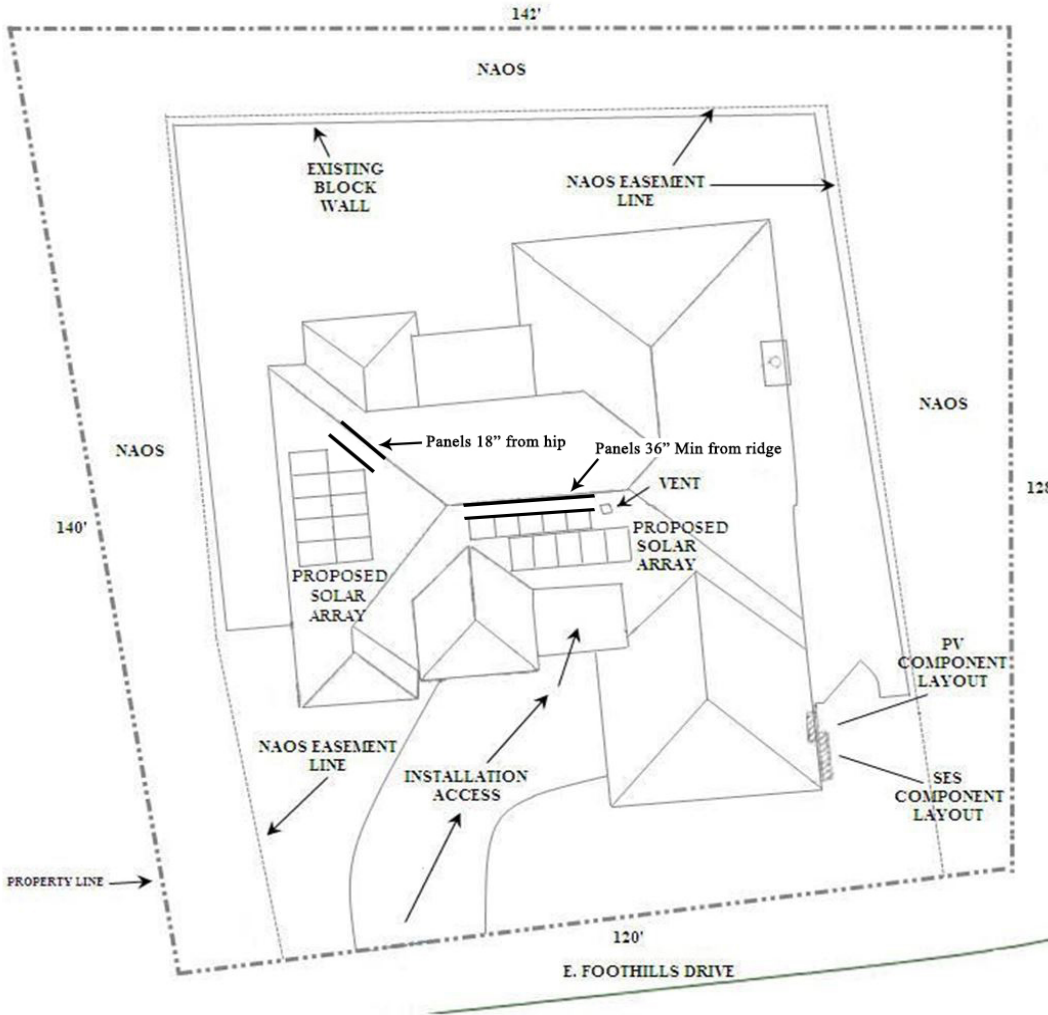 142'
NAOS
EXISTING
BLOCK
WALL
NAOS EASEMENT
LINE
NAOS
NAOS
Panels 18” from hip
Panels 36” Min from ridge
VENT
128
140'
PROPOSED
SOLAR
ARRAY
PROPOSED
SOLAR
ARRAY
PV
COMPONENT
LAYOUT
NAOS EASEMENT
LINE
INSTALLATION
ACCESS
SES
COMPONENT
LAYOUT
PROPERTY LINE
120'
E. FOOTHILLS DRIVE